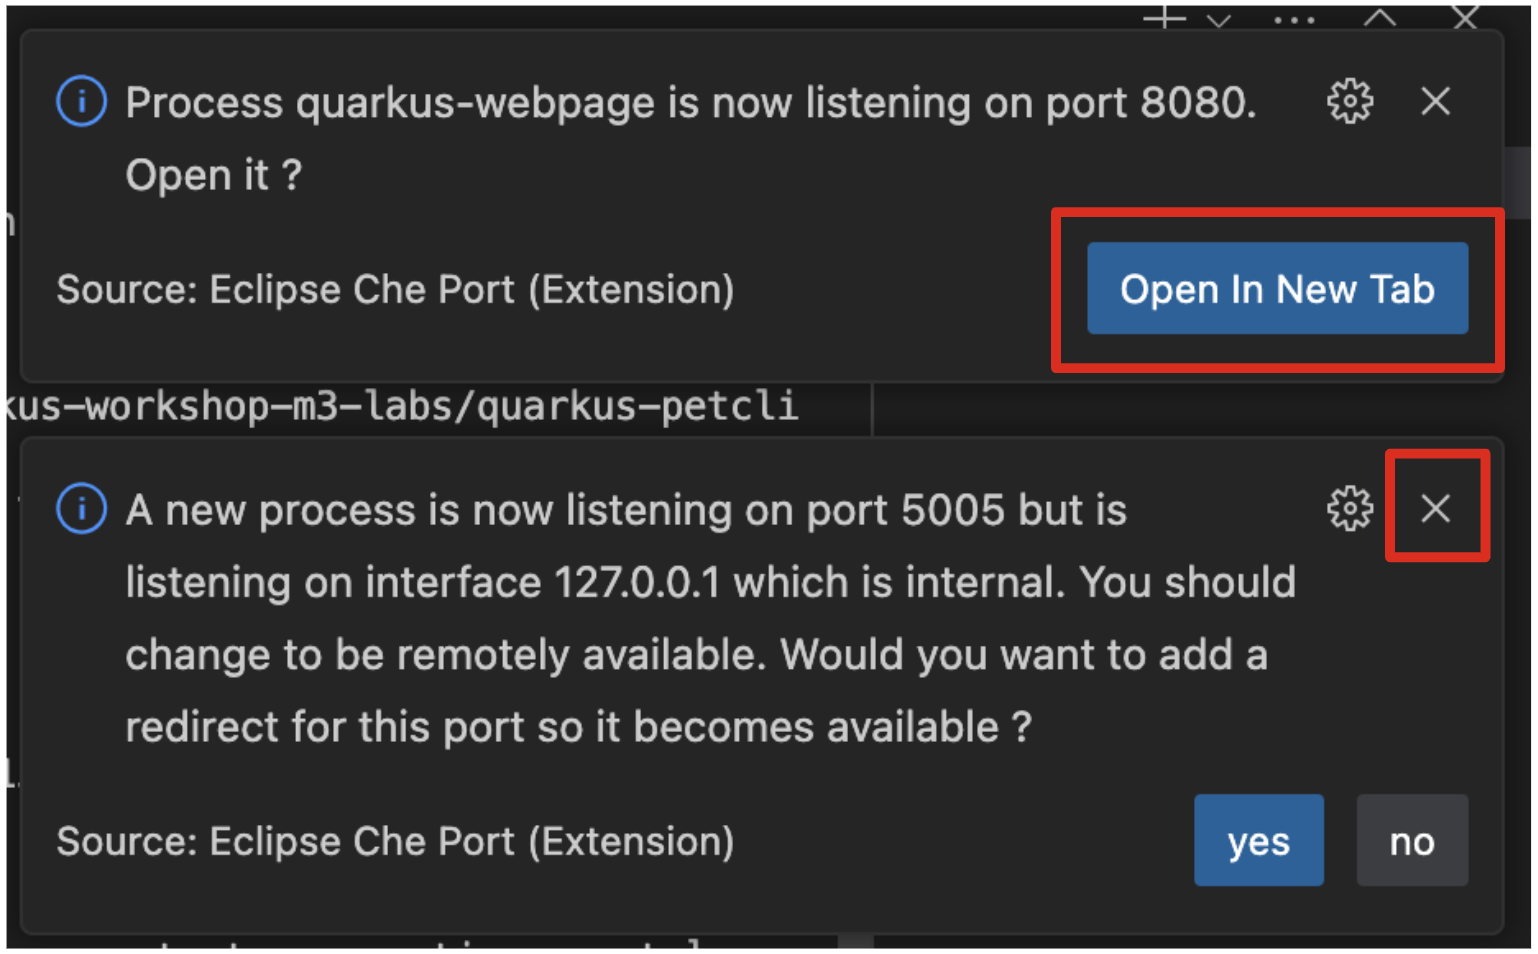 Process quarkus-webpage is now listening on port 8080.
Open it ?
Source: Eclipse Che Port (Extension)
Open In New Tab
kus-workshop-m3-labs/quarkus-petcli
A new process is now listening on port 5005 but is
listening on interface 127.0.0.1 which is internal. You should
change to be remotely available. Would you want to add a
redirect for this port so it becomes available ?
Source: Eclipse Che Port (Extension)
yes
no